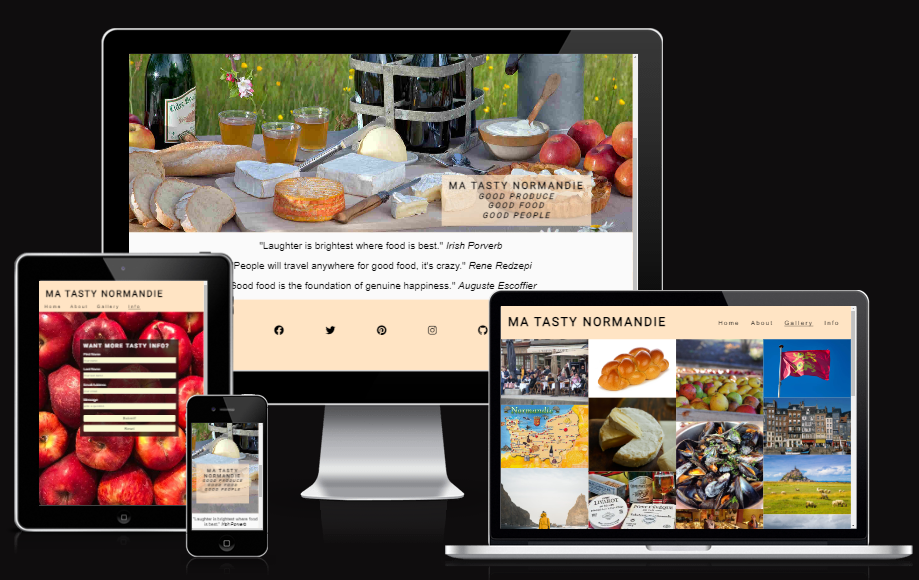 Cidre
MA TASTY NORMANDIE
GOOD PRODUCE
GOOD FOOD
GOOD PEOPLE
"Laughter is brightest where food is best." Irish Porverb
People will travel anywhere for good food, it's crazy." Rene Redzepi
Good food is the foundation of genuine happiness." Auguste Escoffier
MA TASTY NORMANDIE
Home About Gallery Info
WANT MORE TASTY INFO?
First Name
Last Name
Email Address
Message
MA TASTY
NORMANDIE
GOOD PRODUCE
GOOD FOOD
GOOD PEOPLE
"Laughter is brightest where food
is best." Irish Porverb
MA TASTY NORMANDIE
Home About Gallery Info
Normandie
LIVAROT